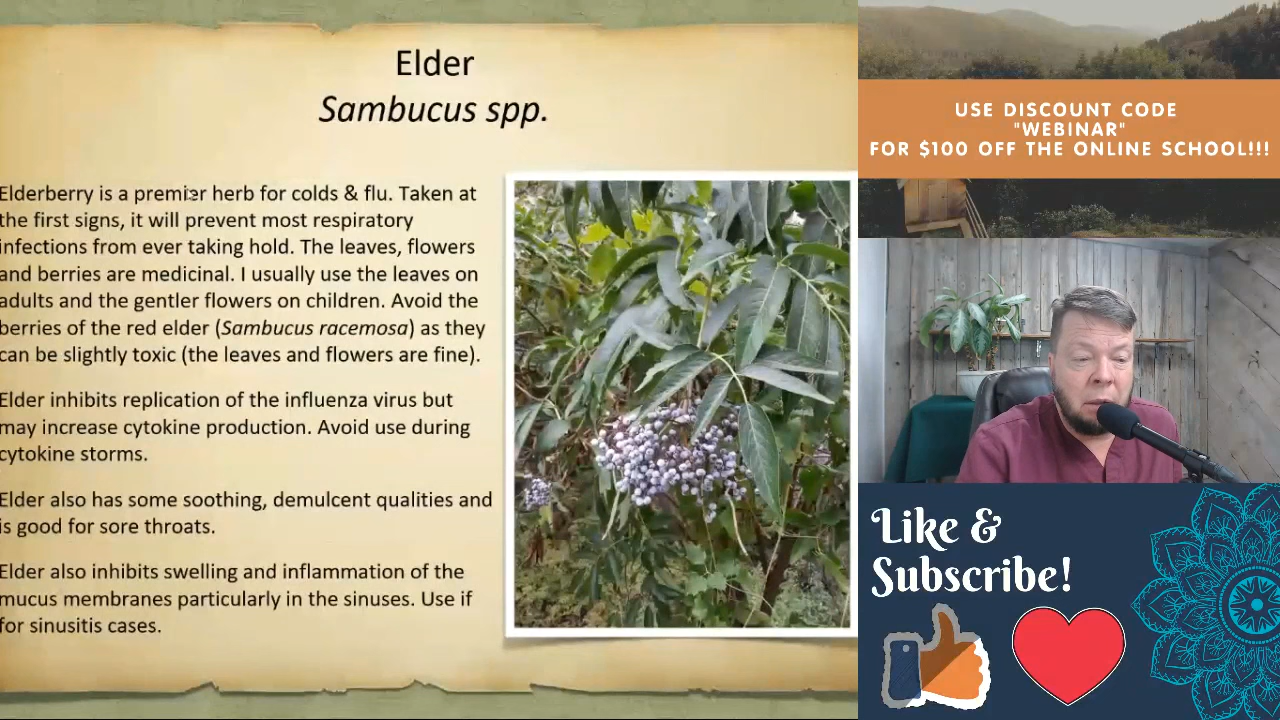 Elder
Sambucus spp.
Elderberry is a premier herb for colds & flu. Taken at
the first signs, it will prevent most respiratory
infections from ever taking hold. The leaves, flowers
and berries are medicinal. I usually use the leaves on
adults and the gentler flowers on children. Avoid the
berries of the red elder (Sambucus racemosa) as they
can be slightly toxic (the leaves and flowers are fine).
Elder inhibits replication of the influenza virus but
may increase cytokine production. Avoid use during
cytokine storms.
Elder also has some soothing, demulcent qualities and
is good for sore throats.
Elder also inhibits swelling and inflammation of the
mucus membranes particularly in the sinuses. Use if
for sinusitis cases.
USE DISCOUNT CODE
"WEBINAR"
FOR $100 OFF THE ONLINE SCHOOL!!!
Like &
Subscribe!